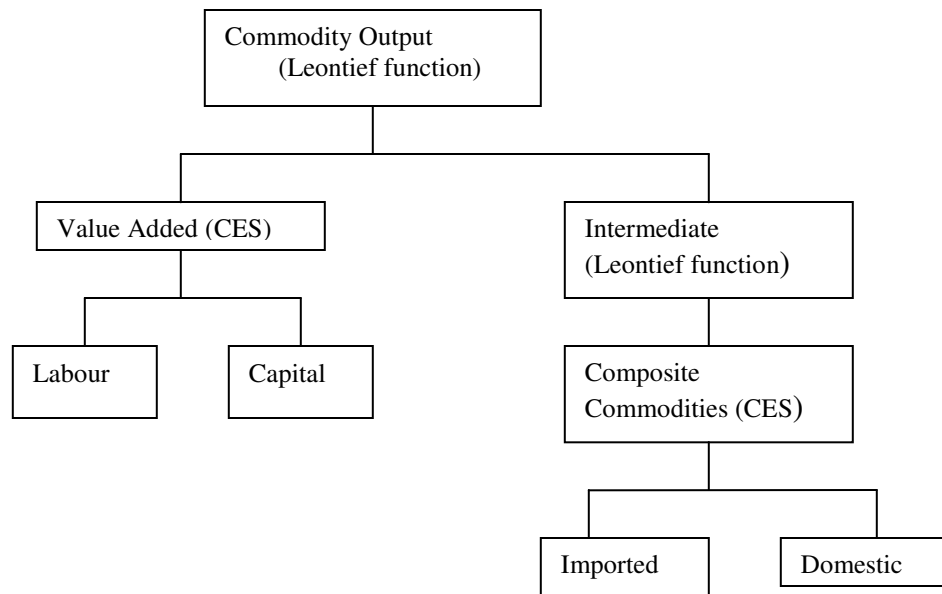 Commodity Output
(Leontief function)
Value Added (CES)
Intermediate
(Leontief function)
Labour
Capital
Composite
Commodities (CES)
Imported
Domestic